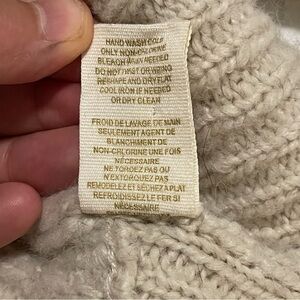 HAND WASH COLD
ONLY NON-CHLORINE
BLEACH WHEN NEEDED
DO NOT TWIST OR WRING
RESHAPE AND DRY FLAT
COOL IRON IF NEEDED
OR DRY CLEAN
FROID DE LAVAGE DE MAIN
SEULEMENT AGENT DE
BLANCHIMENT DE
NON-CHLORINE UNE FOIS
NÉCESSAIRE
NE TORDEZ PAS OU
N'EXTORQUEZ PAS
REMODELEZ ET SÉCHEZ À PLAT
REFROIDISSEZ LE FER SI
NÉCESSAIRE